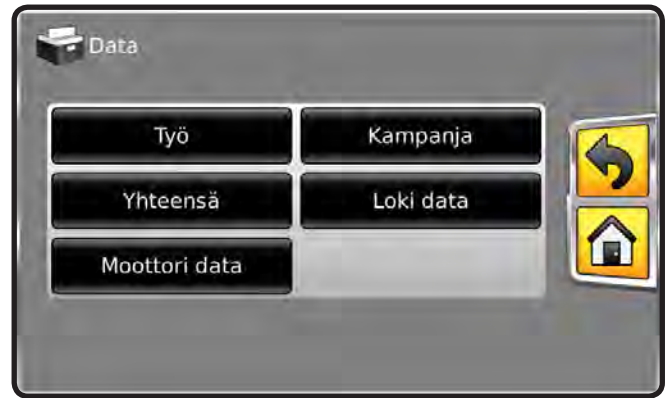 Data
Työ
Kampanja
Yhteensä
Loki data
Moottori data